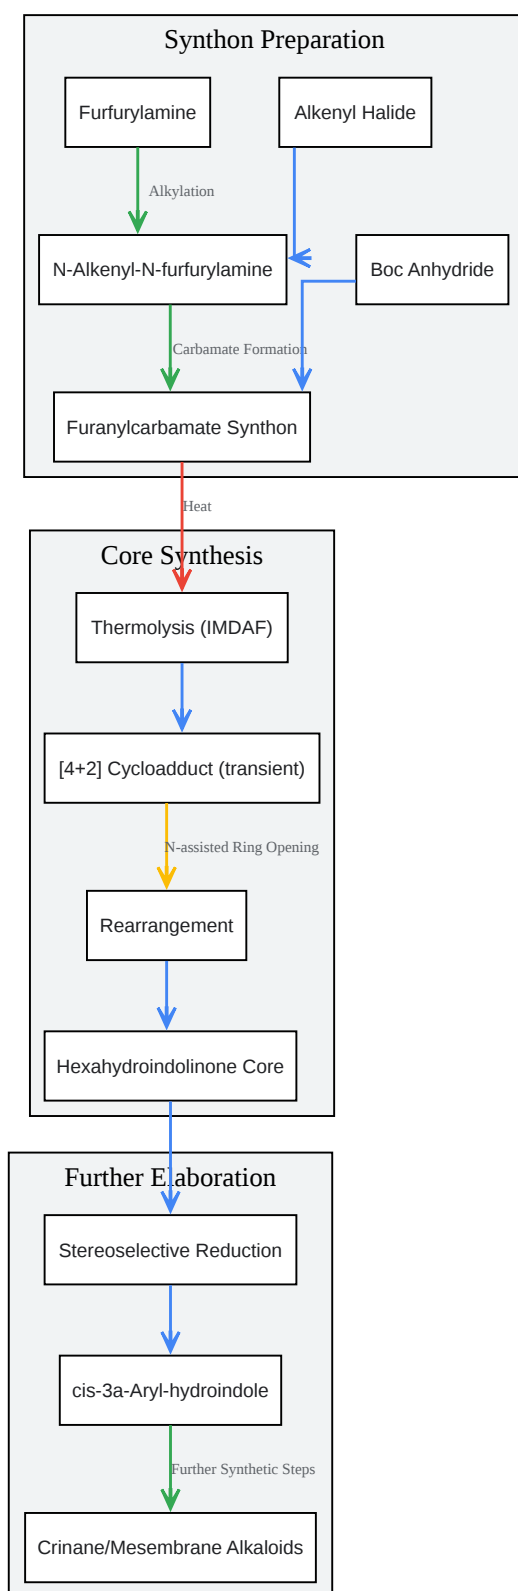 Synthon Preparation
Furfurylamine
Alkenyl Halide
Alkylation
N-Alkenyl-N-furfurylamine
Boc Anhydride
Carbamate Formation
Furanylcarbamate Synthon
Heat
Core Synthesis
Thermolysis (IMDAF)
[4+2] Cycloadduct (transient)
N-assisted Ring Opening
Rearrangement
Hexahydroindolinone Core
Further Elaboration
Stereoselective Reduction
cis-3a-Aryl-hydroindole
Further Synthetic Steps
Crinane/Mesembrane Alkaloids